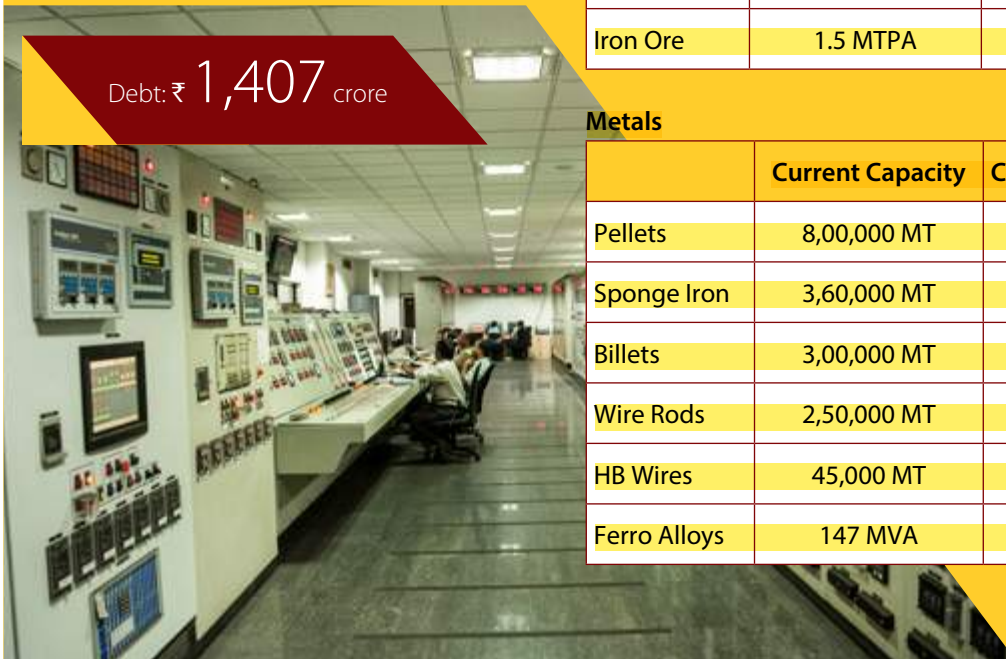 Debt: ₹ 1,407 crore
Iron Ore 1.5 MTPA
Metals
Current Capacity C
Pellets 8,00,000 MT
Sponge Iron 3,60,000 MT
Billets 3,00,000 MT
Wire Rods 2,50,000 MT
HB Wires 45,000 MT
Ferro Alloys 147 MVA